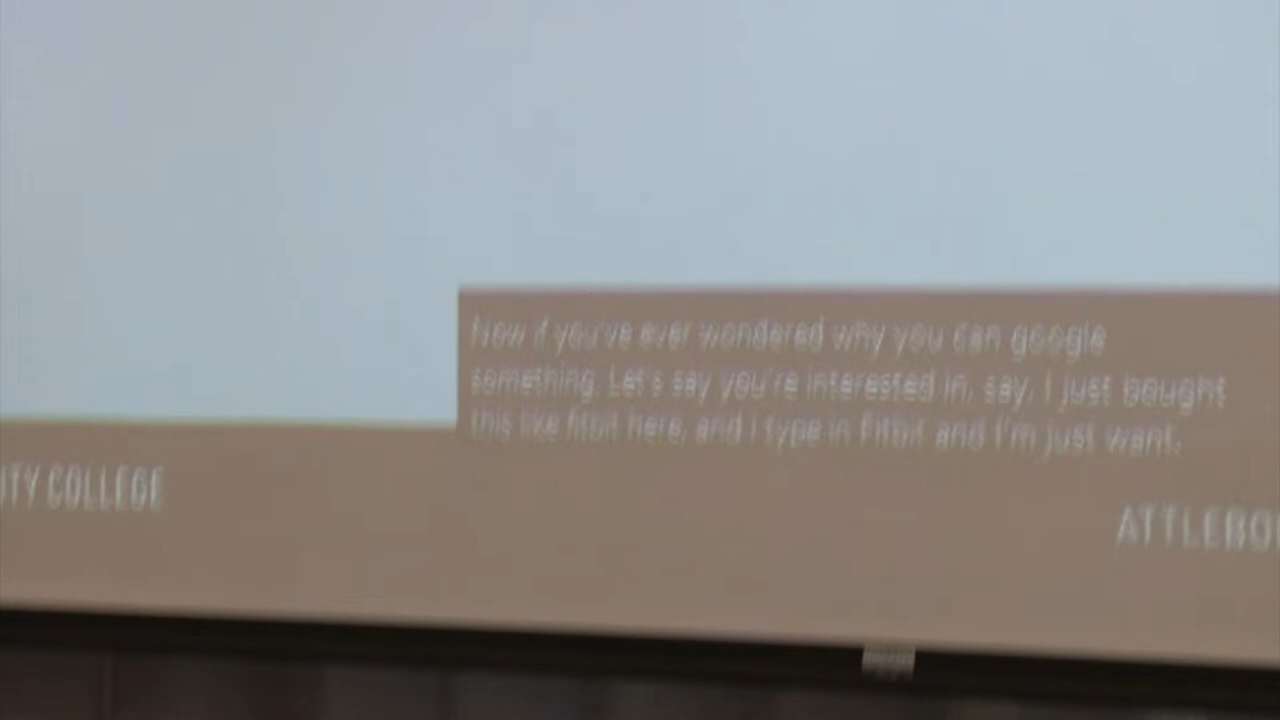 Now if you've ever wondered why you can google
something. Let's say you're interested in, say, I just bought
this like fitbit here, and I type in Fitbit and I'm just want.
ITY COLLEGE
ATTLEBO